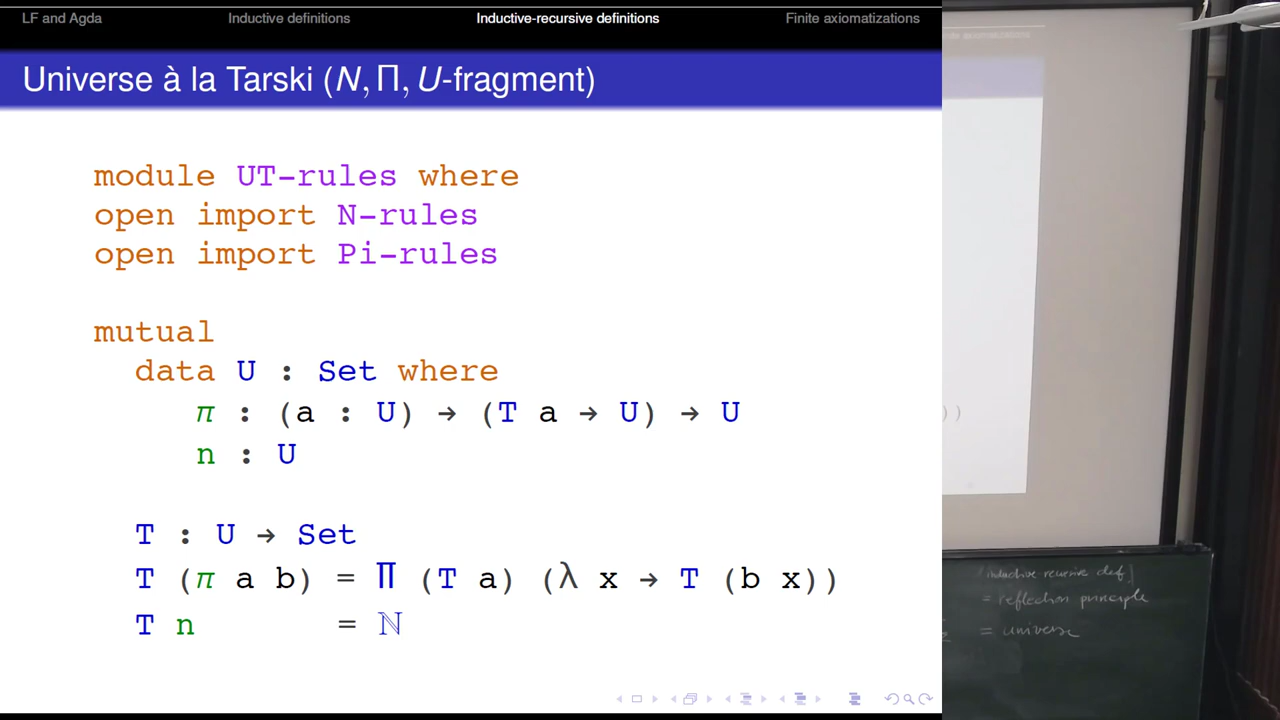 LF and Agda Inductive definitions Inductive-recursive definitions Finite axiomatizations
Universe à la Tarski (N, Π, U-fragment)
module UT-rules where
open import N-rules
open import Pi-rules
mutual
data U : Set where
π : (a : U) → (T a → U) → U
n : U
T : U → Set
T (π a b) = Π (T a) (λ x → T (b x))
T n = ℕ
inductive recursive def.
= reflection principle
= universe